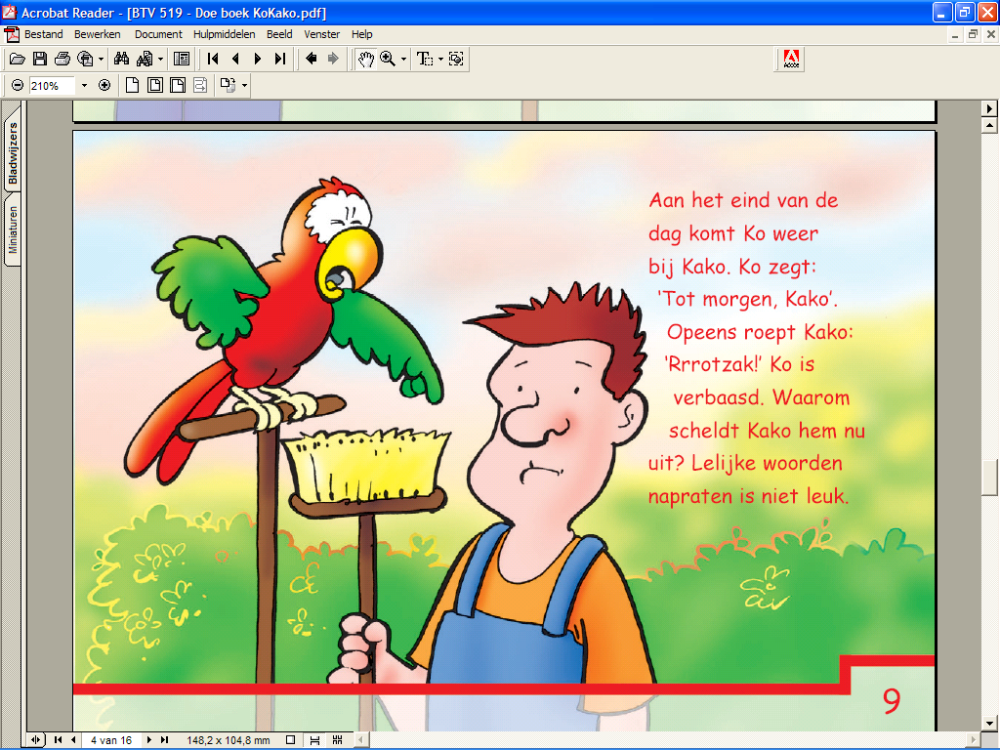 Acrobat Reader - [BTV 519 - Doe boek KoKako.pdf]
Bestand Bewerken Document Hulpmiddelen Beeld Venster Help
Adobe
210%
Bladwijzers
Miniaturen
Aan het eind van de
dag komt Ko weer
bij Kako. Ko zegt:
'Tot morgen, Kako'.
Opeens roept Kako:
'Rrrotzak!' Ko is
verbaasd. Waarom
scheldt Kako hem nu
uit? Lelijke woorden
napraten is niet leuk.
9
4 van 16 148,2 x 104,8 mm